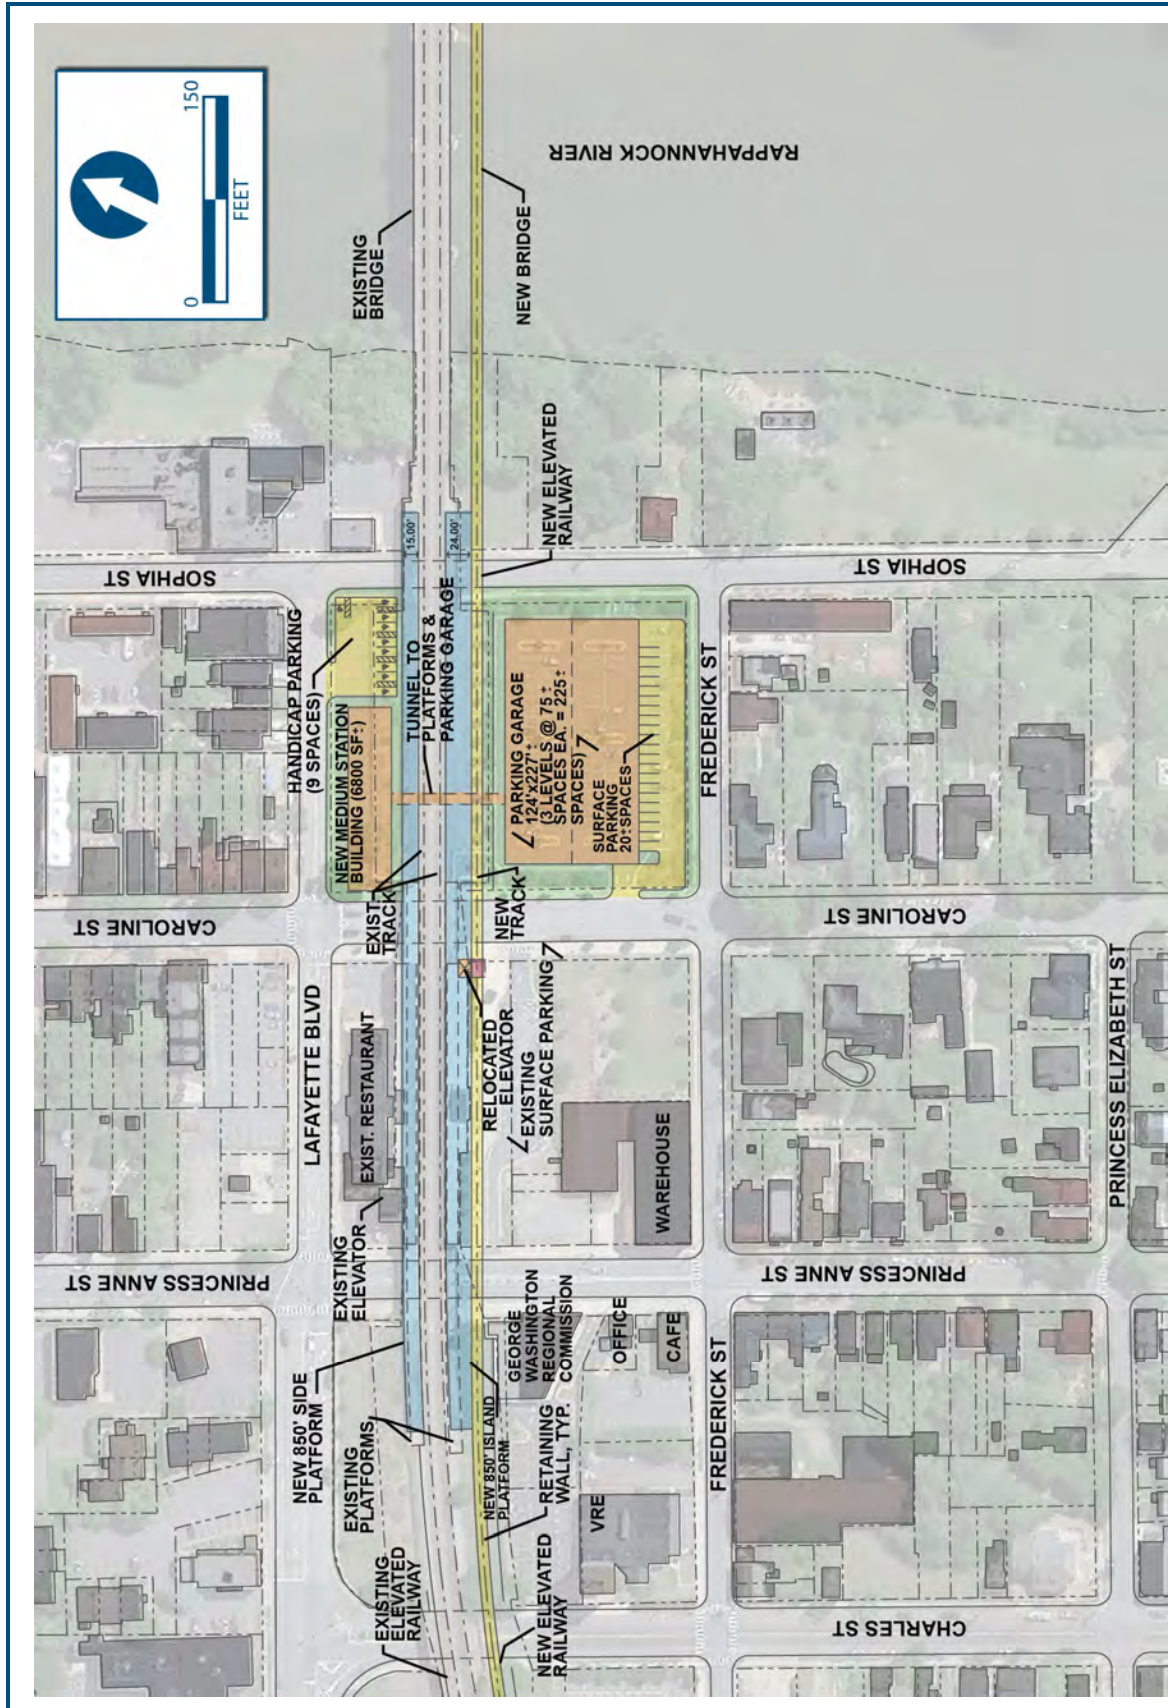 0
150
FEET
RAPPAHANNOCK RIVER
EXISTING
BRIDGE
NEW BRIDGE
NEW ELEVATED
RAILWAY
SOPHIA ST
SOPHIA ST
15.00'
24.00'
HANDICAP PARKING
(9 SPACES)
NEW MEDIUM STATION
BUILDING (6800 SF±)
TUNNEL TO
PLATFORMS &
PARKING GARAGE
PARKING GARAGE
124'x227'±
(3 LEVELS @ 75±
SPACES EA. = 225±
SPACES)
SURFACE
PARKING
20±SPACES
FREDERICK ST
EXIST.
TRACK
NEW
TRACK
CAROLINE ST
CAROLINE ST
LAFAYETTE BLVD
EXIST. RESTAURANT
RELOCATED
ELEVATOR
EXISTING
SURFACE PARKING
WAREHOUSE
PRINCESS ELIZABETH ST
EXISTING
ELEVATOR
PRINCESS ANNE ST
PRINCESS ANNE ST
NEW 850' SIDE
PLATFORM
EXISTING
PLATFORMS
NEW 850' ISLAND
PLATFORM
GEORGE
WASHINGTON
REGIONAL
COMMISSION
OFFICE
CAFE
RETAINING
WALL, TYP.
VRE
FREDERICK ST
EXISTING
ELEVATED
RAILWAY
NEW ELEVATED
RAILWAY
CHARLES ST